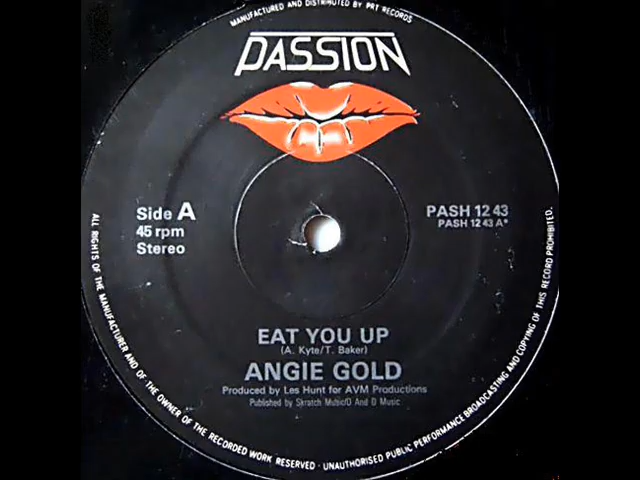 MANUFACTURED AND DISTRIBUTED BY PRT RECORDS
PASSION
Side A
45 rpm
Stereo
PASH 12 43
PASH 12 43 A*
EAT YOU UP
(A. Kyte/T. Baker)
ANGIE GOLD
Produced by Les Hunt for AVM Productions
Published by Skratch Music/O And D Music
ALL RIGHTS OF THE MANUFACTURER AND OF THE OWNER OF THE RECORDED WORK RESERVED · UNAUTHORISED PUBLIC PERFORMANCE BROADCASTING AND COPYING OF THIS RECORD PROHIBITED.